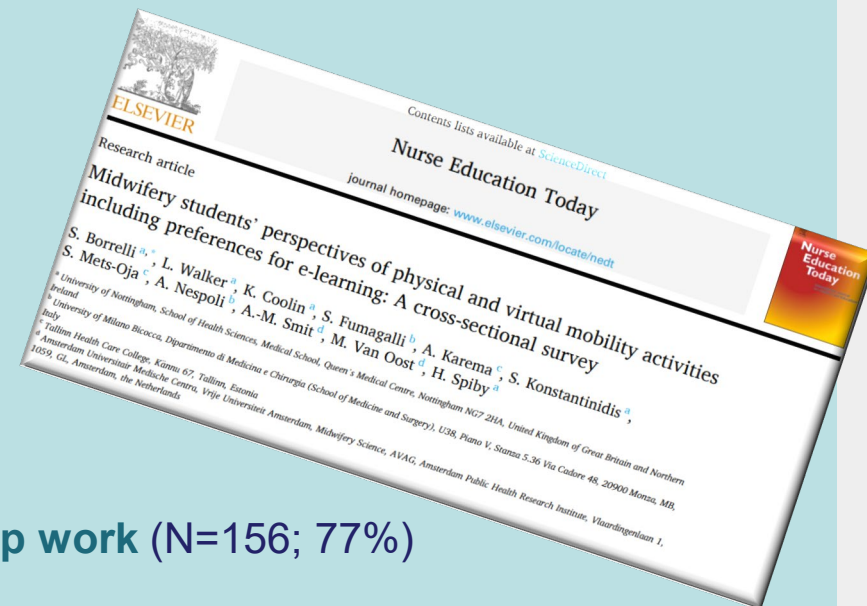 ELSEVIER
Contents lists available at ScienceDirect
Nurse Education Today
journal homepage: www.elsevier.com/locate/nedt
Nurse
Education
Today
Research article
Midwifery students' perspectives of physical and virtual mobility activities
including preferences for e-learning: A cross-sectional survey
S. Borrelli a,*, L. Walker a, K. Coolin a, S. Fumagalli b, A. Karema c, S. Konstantinidis a,
S. Mets-Oja c, A. Nespoli b, A.-M. Smit d, M. Van Oost d, H. Spiby a
a University of Nottingham, School of Health Sciences, Medical School, Queen's Medical Centre, Nottingham NG7 2HA, United Kingdom of Great Britain and Northern
Ireland
b University of Milano Bicocca, Dipartimento di Medicina e Chirurgia (School of Medicine and Surgery), U38, Piano V, Stanza 5.36 Via Cadore 48, 20900 Monza, MB,
Italy
c Tallinn Health Care College, Kännu 67, Tallinn, Estonia
d Amsterdam Universitair Medische Centra, Vrije Universiteit Amsterdam, Midwifery Science, AVAG, Amsterdam Public Health Research Institute, Vlaardingenlaan 1,
1059, GL, Amsterdam, the Netherlands
p work (N=156; 77%)